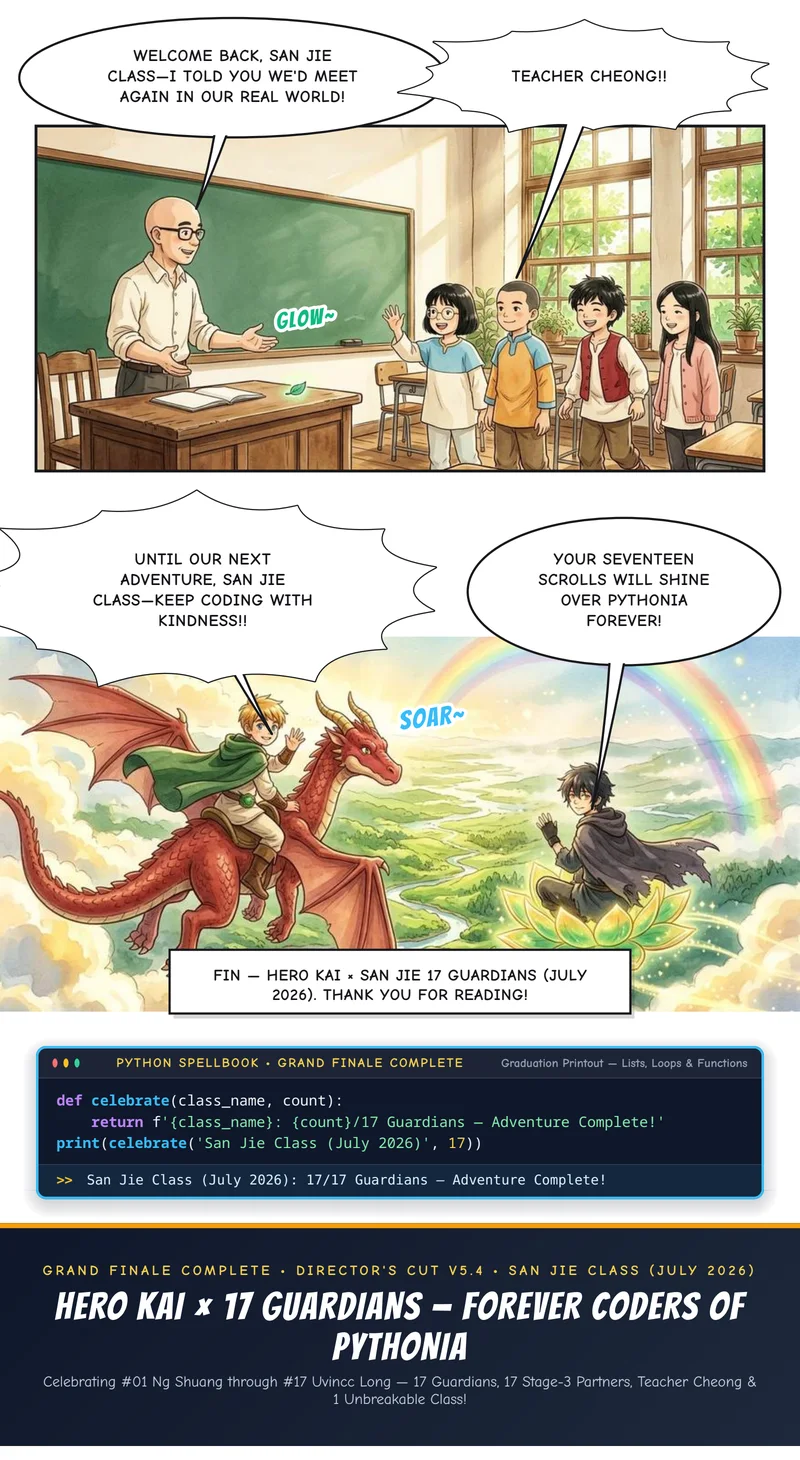 WELCOME BACK, SAN JIE
CLASS—I TOLD YOU WE'D MEET
AGAIN IN OUR REAL WORLD!
TEACHER CHEONG!!
GLOW~
UNTIL OUR NEXT
ADVENTURE, SAN JIE
CLASS—KEEP CODING WITH
KINDNESS!!
YOUR SEVENTEEN
SCROLLS WILL SHINE
OVER PYTHONIA
FOREVER!
SOAR~
FIN — HERO KAI × SAN JIE 17 GUARDIANS (JULY
2026). THANK YOU FOR READING!
PYTHON SPELLBOOK • GRAND FINALE COMPLETE
Graduation Printout — Lists, Loops & Functions
def celebrate(class_name, count):
    return f'{class_name}: {count}/17 Guardians — Adventure Complete!'
print(celebrate('San Jie Class (July 2026)', 17))
>> San Jie Class (July 2026): 17/17 Guardians — Adventure Complete!
GRAND FINALE COMPLETE • DIRECTOR'S CUT V5.4 • SAN JIE CLASS (JULY 2026)
HERO KAI × 17 GUARDIANS — FOREVER CODERS OF
PYTHONIA
Celebrating #01 Ng Shuang through #17 Uvincc Long — 17 Guardians, 17 Stage-3 Partners, Teacher Cheong &
1 Unbreakable Class!